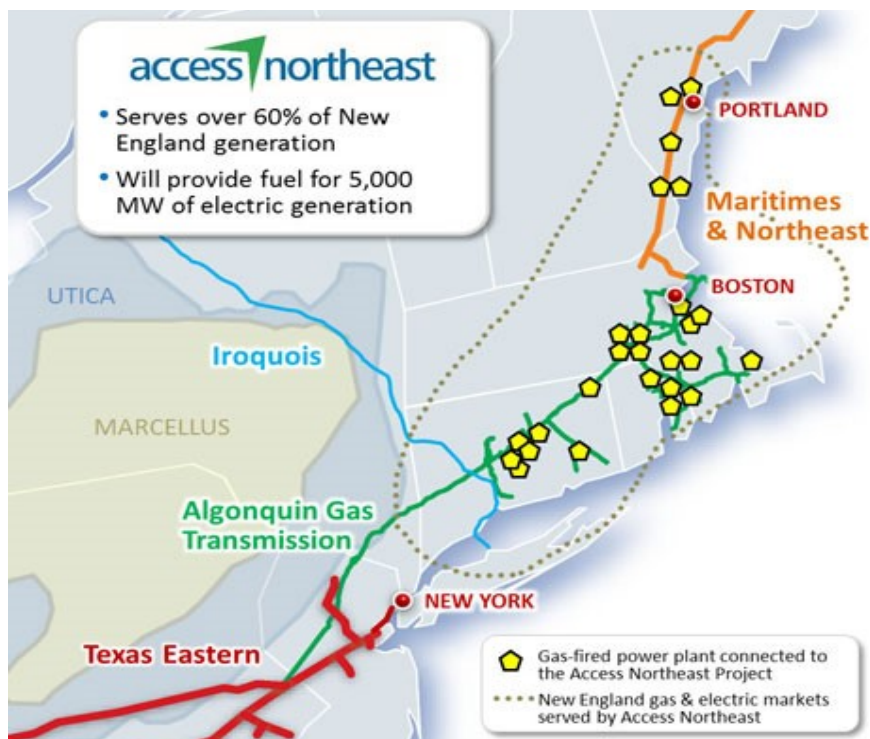 access northeast
• Serves over 60% of New
England generation
• Will provide fuel for 5,000
MW of electric generation
PORTLAND
Maritimes
& Northeast
BOSTON
UTICA
Iroquois
MARCELLUS
Algonquin Gas
Transmission
NEW YORK
Texas Eastern
Gas-fired power plant connected to
the Access Northeast Project
New England gas & electric markets
served by Access Northeast